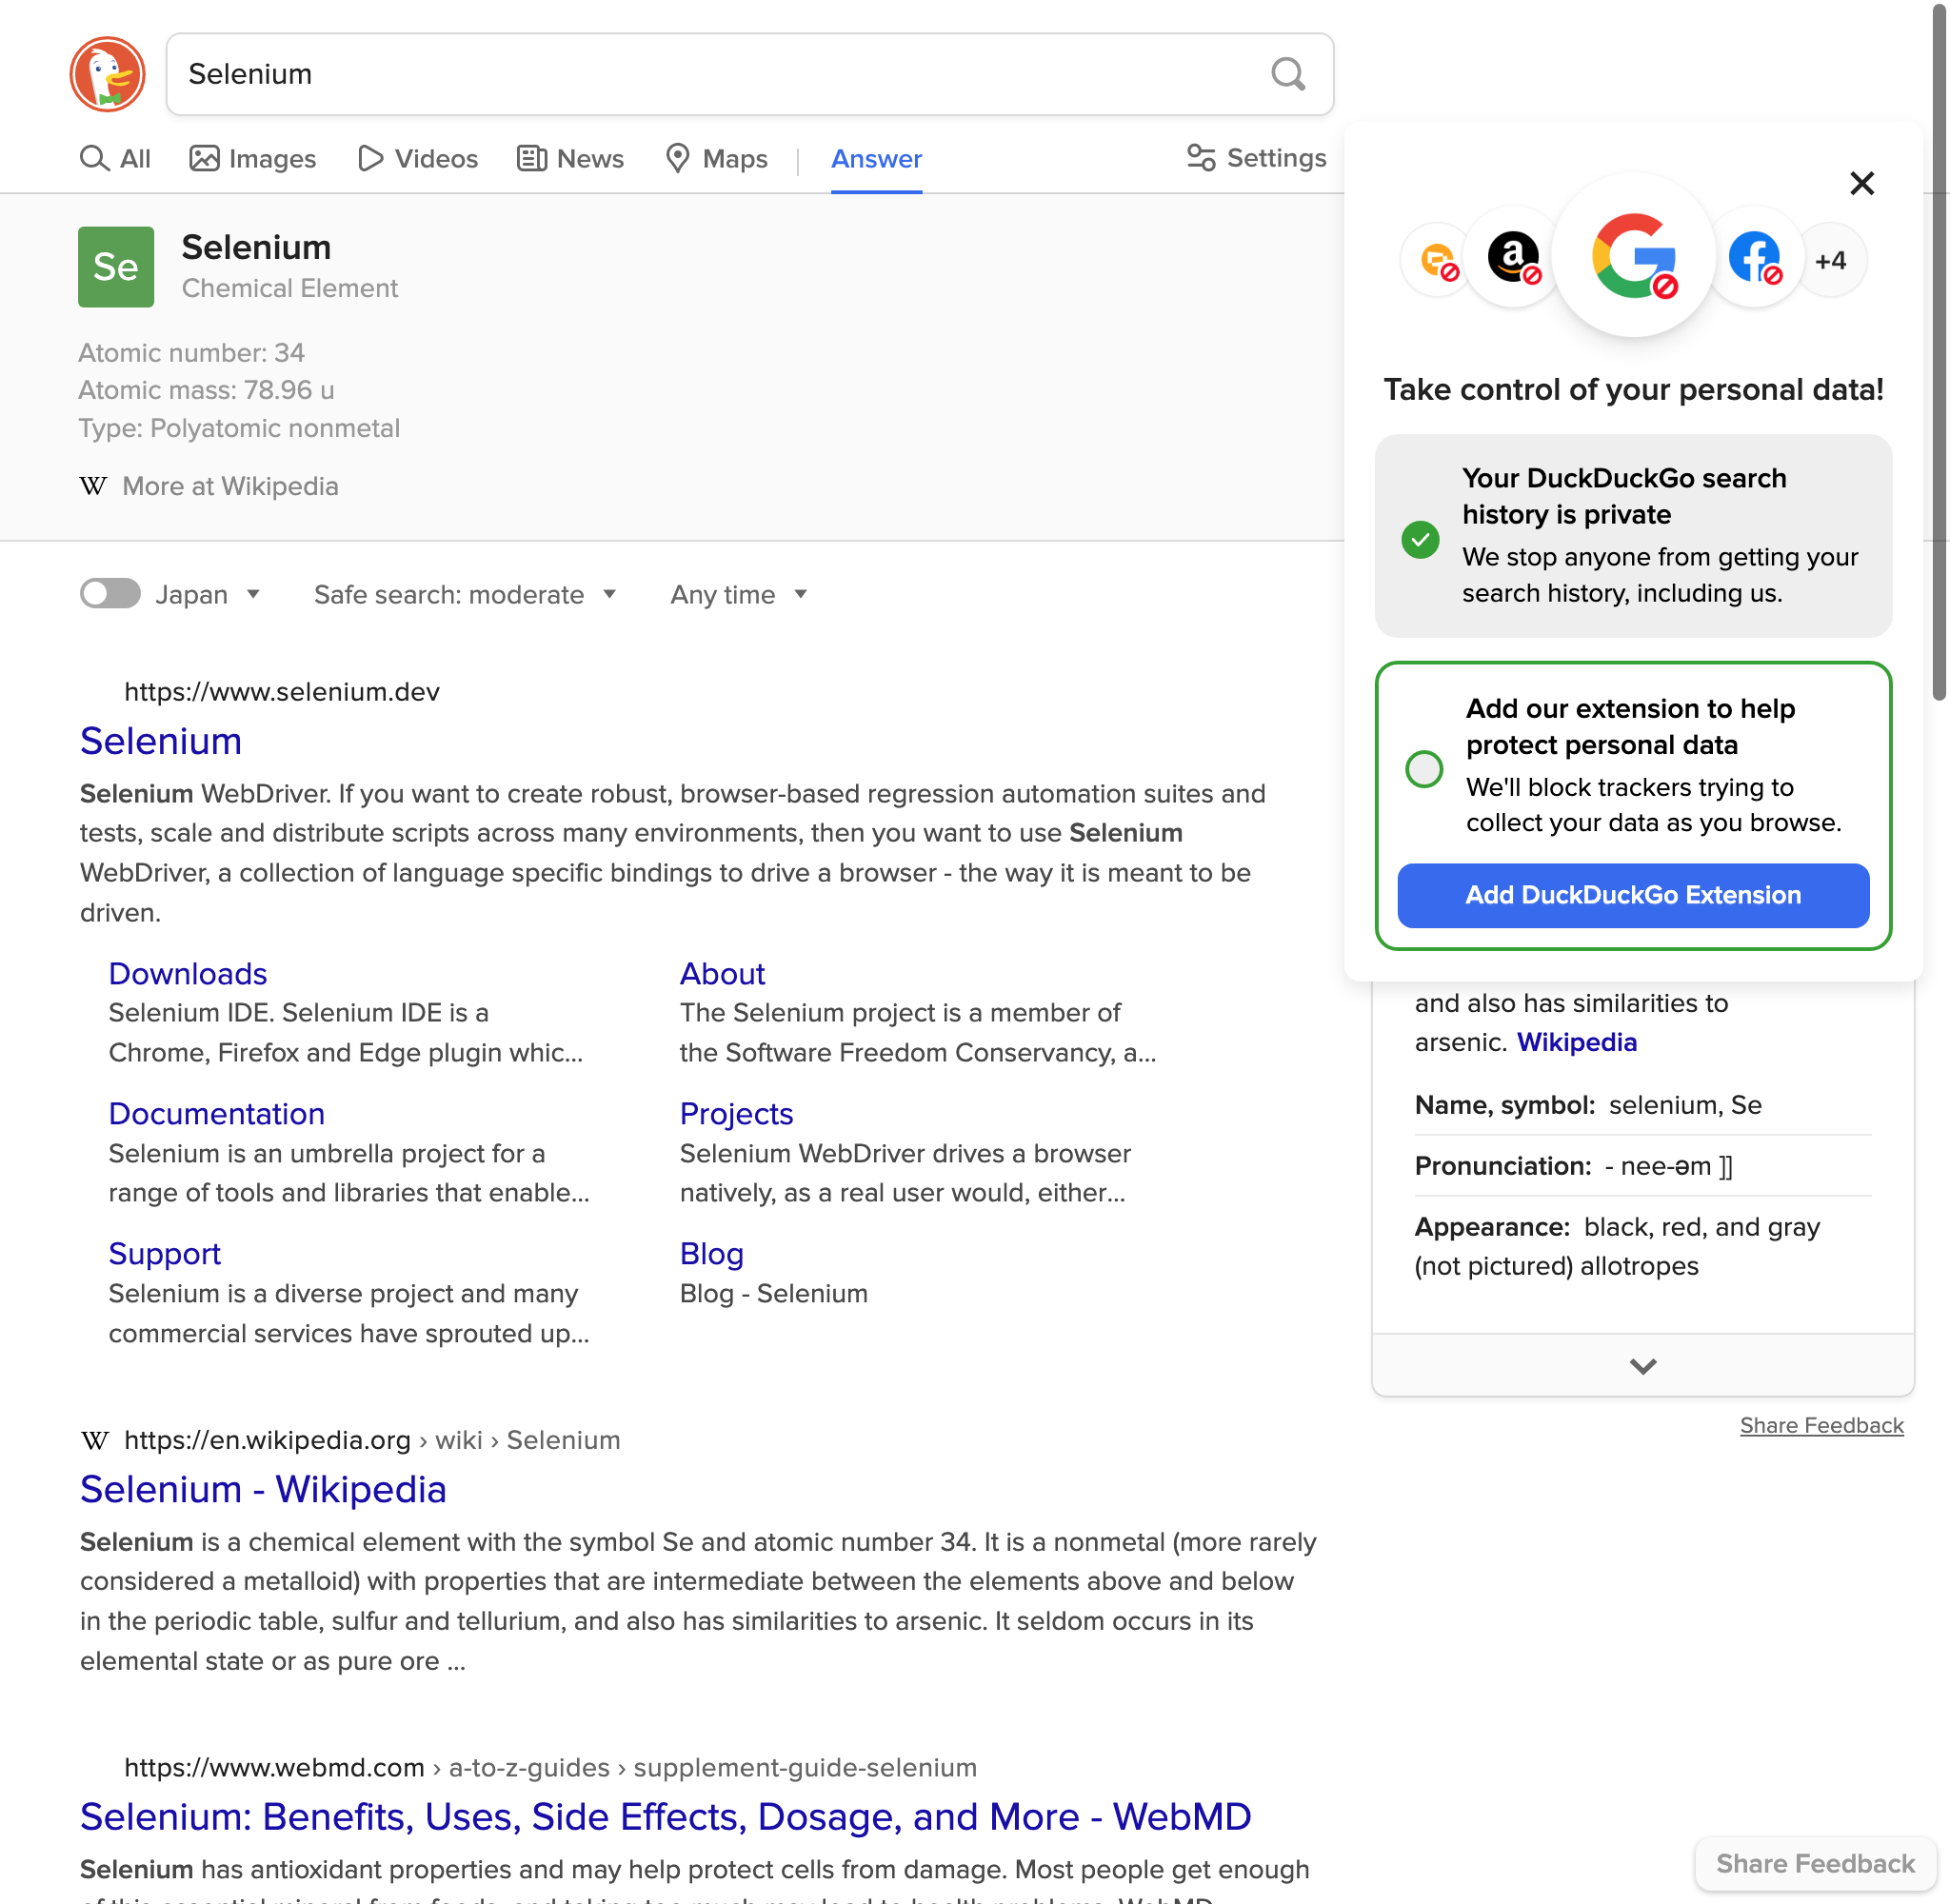 Selenium
All
Images
Videos
News
Maps
Answer
Settings
Se
Selenium
Chemical Element
Atomic number: 34
Atomic mass: 78.96 u
Type: Polyatomic nonmetal
W More at Wikipedia
Japan
Safe search: moderate
Any time
https://www.selenium.dev
Selenium
Selenium WebDriver. If you want to create robust, browser-based regression automation suites and
tests, scale and distribute scripts across many environments, then you want to use Selenium
WebDriver, a collection of language specific bindings to drive a browser - the way it is meant to be
driven.
Downloads
Selenium IDE. Selenium IDE is a
Chrome, Firefox and Edge plugin whic...
About
The Selenium project is a member of
the Software Freedom Conservancy, a...
Documentation
Selenium is an umbrella project for a
range of tools and libraries that enable...
Projects
Selenium WebDriver drives a browser
natively, as a real user would, either...
Support
Selenium is a diverse project and many
commercial services have sprouted up...
Blog
Blog - Selenium
W https://en.wikipedia.org › wiki › Selenium
Selenium - Wikipedia
Selenium is a chemical element with the symbol Se and atomic number 34. It is a nonmetal (more rarely
considered a metalloid) with properties that are intermediate between the elements above and below
in the periodic table, sulfur and tellurium, and also has similarities to arsenic. It seldom occurs in its
elemental state or as pure ore ...
https://www.webmd.com › a-to-z-guides › supplement-guide-selenium
Selenium: Benefits, Uses, Side Effects, Dosage, and More - WebMD
Selenium has antioxidant properties and may help protect cells from damage. Most people get enough
+4
Take control of your personal data!
Your DuckDuckGo search
history is private
We stop anyone from getting your
search history, including us.
Add our extension to help
protect personal data
We'll block trackers trying to
collect your data as you browse.
Add DuckDuckGo Extension
and also has similarities to
arsenic. Wikipedia
Name, symbol: selenium, Se
Pronunciation: - nee-əm ]]
Appearance: black, red, and gray
(not pictured) allotropes
Share Feedback
Share Feedback